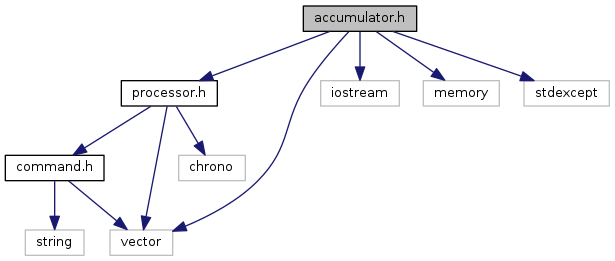 accumulator.h
processor.h
iostream
memory
stdexcept
command.h
chrono
string
vector